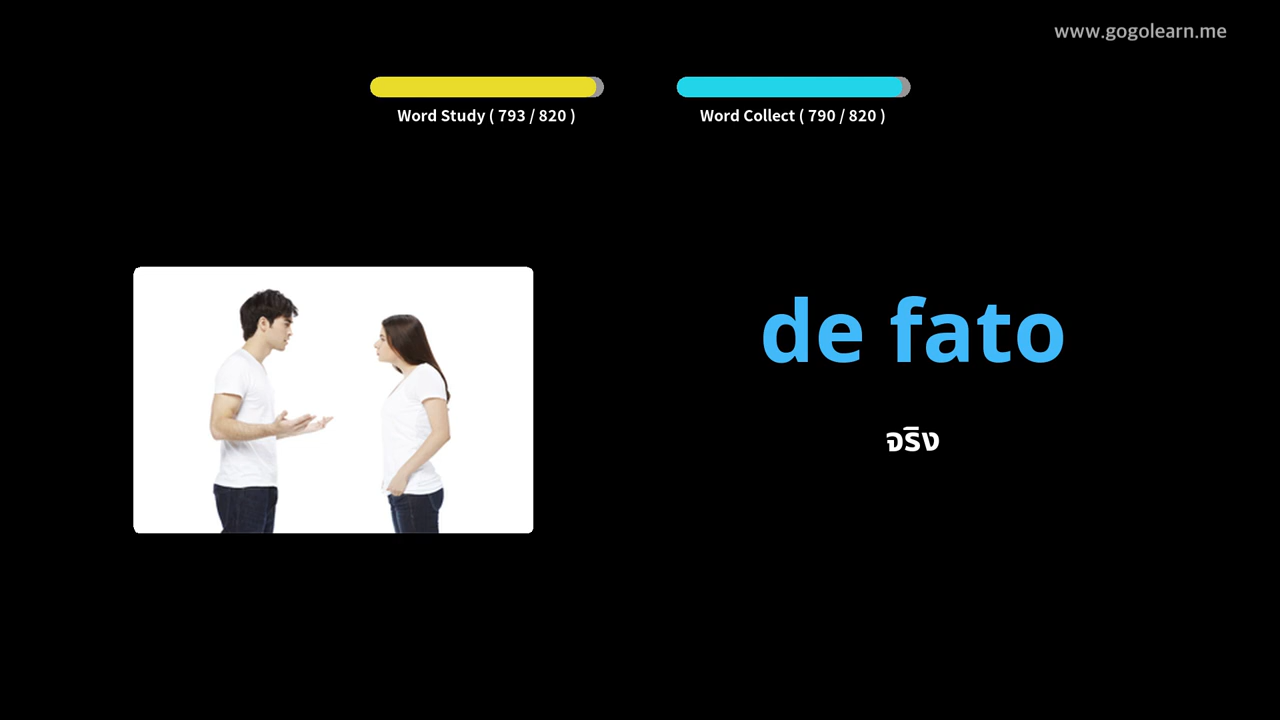 www.gogolearn.me
Word Study ( 793 / 820 )
Word Collect ( 790 / 820 )
de fato
จริง